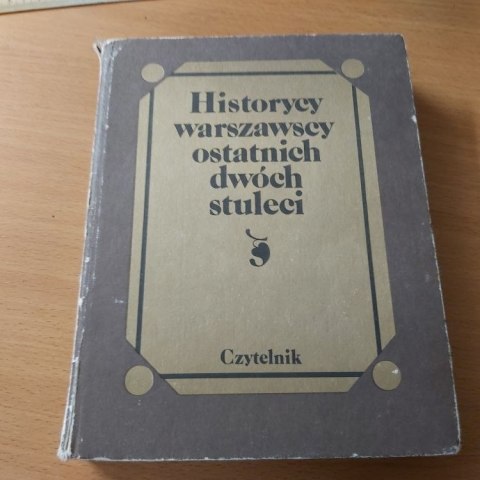 Historycy
warszawscy
ostatnich
dwóch
stuleci
Czytelnik